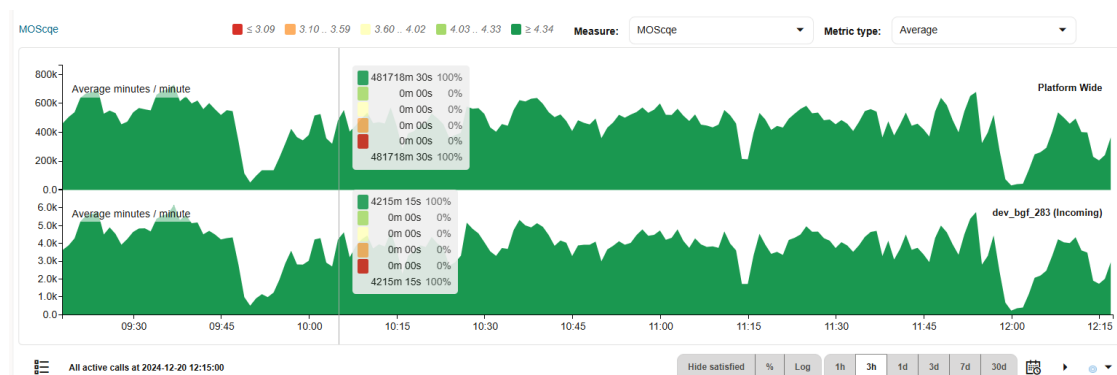 MOScqe ≤ 3.09 3.10 .. 3.59 3.60 .. 4.02 4.03 .. 4.33 ≥ 4.34 Measure: MOScqe Metric type: Average
800k
600k
400k
200k
0.0
Average minutes / minute
Platform Wide
481718m 30s 100%
0m 00s 0%
0m 00s 0%
0m 00s 0%
0m 00s 0%
481718m 30s 100%
6.0k
5.0k
4.0k
3.0k
2.0k
1.0k
0.0
Average minutes / minute
dev_bgf_283 (Incoming)
4215m 15s 100%
0m 00s 0%
0m 00s 0%
0m 00s 0%
0m 00s 0%
4215m 15s 100%
09:30 09:45 10:00 10:15 10:30 10:45 11:00 11:15 11:30 11:45 12:00 12:15
All active calls at 2024-12-20 12:15:00 Hide satisfied % Log 1h 3h 1d 3d 7d 30d